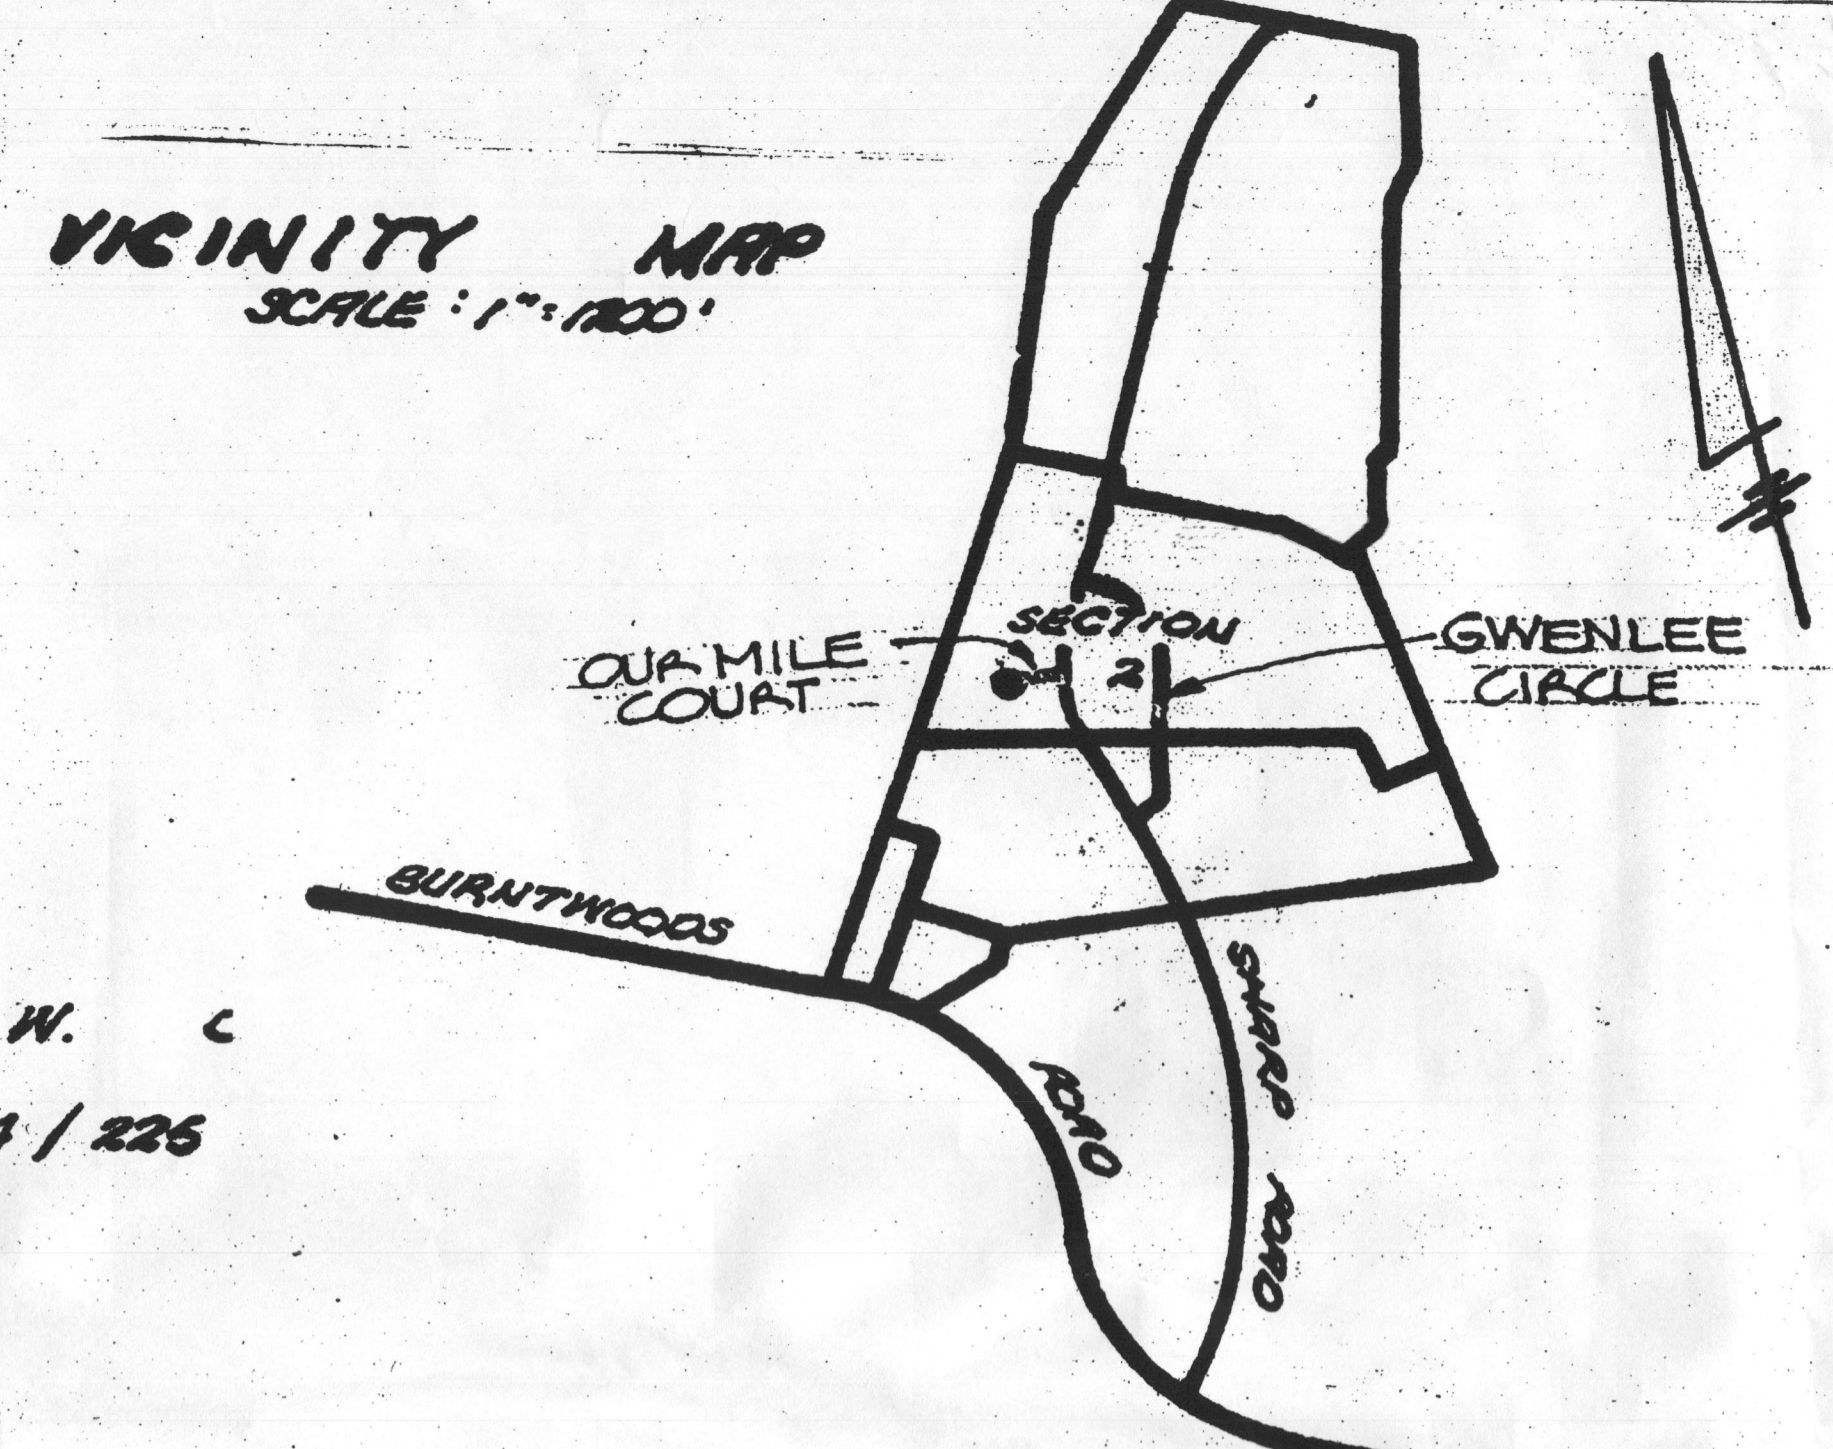 VICINITY MAP
SCALE : 1" = 1200'
SECTION
2
OUR MILE
COURT
GWENLEE
CIRCLE
BURNTWOODS
ROAD
SHARP ROAD
W. C
/ 225